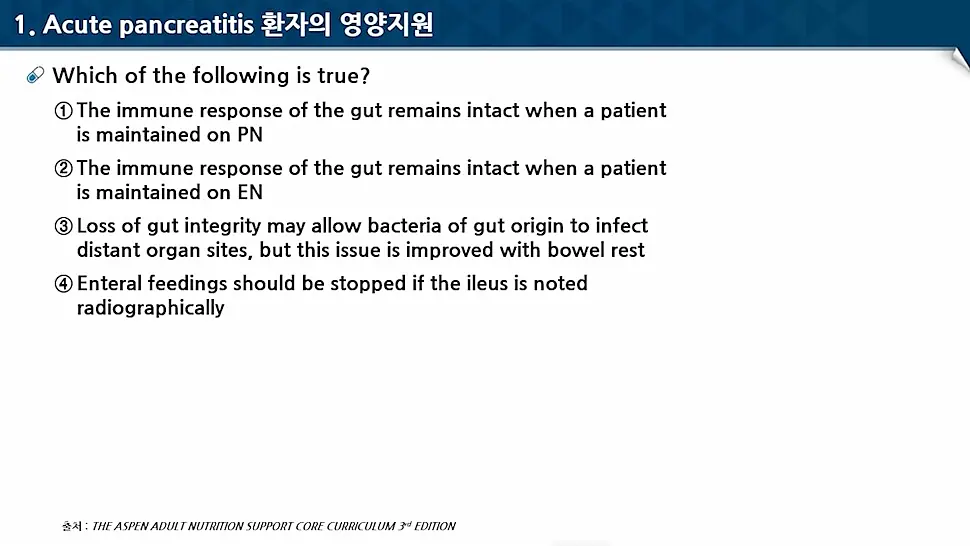 1. Acute pancreatitis 환자의 영양지원
Which of the following is true?
① The immune response of the gut remains intact when a patient
is maintained on PN
② The immune response of the gut remains intact when a patient
is maintained on EN
③ Loss of gut integrity may allow bacteria of gut origin to infect
distant organ sites, but this issue is improved with bowel rest
④ Enteral feedings should be stopped if the ileus is noted
radiographically
출처 : THE ASPEN ADULT NUTRITION SUPPORT CORE CURRICULUM 3rd EDITION